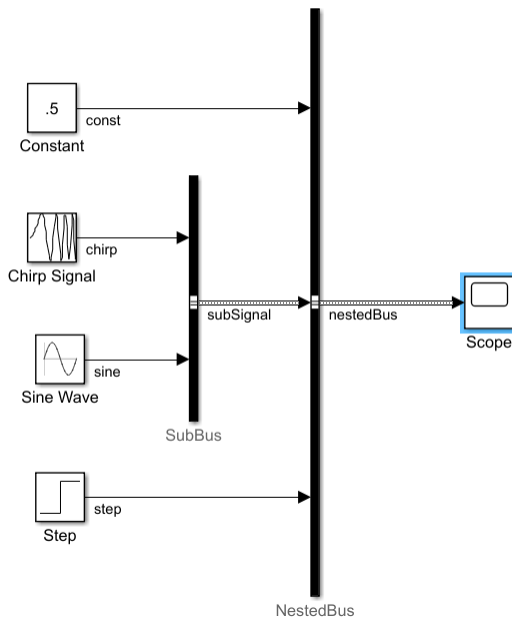 .5
const
Constant
chirp
Chirp Signal
subSignal
nestedBus
Scope
sine
Sine Wave
SubBus
step
Step
NestedBus